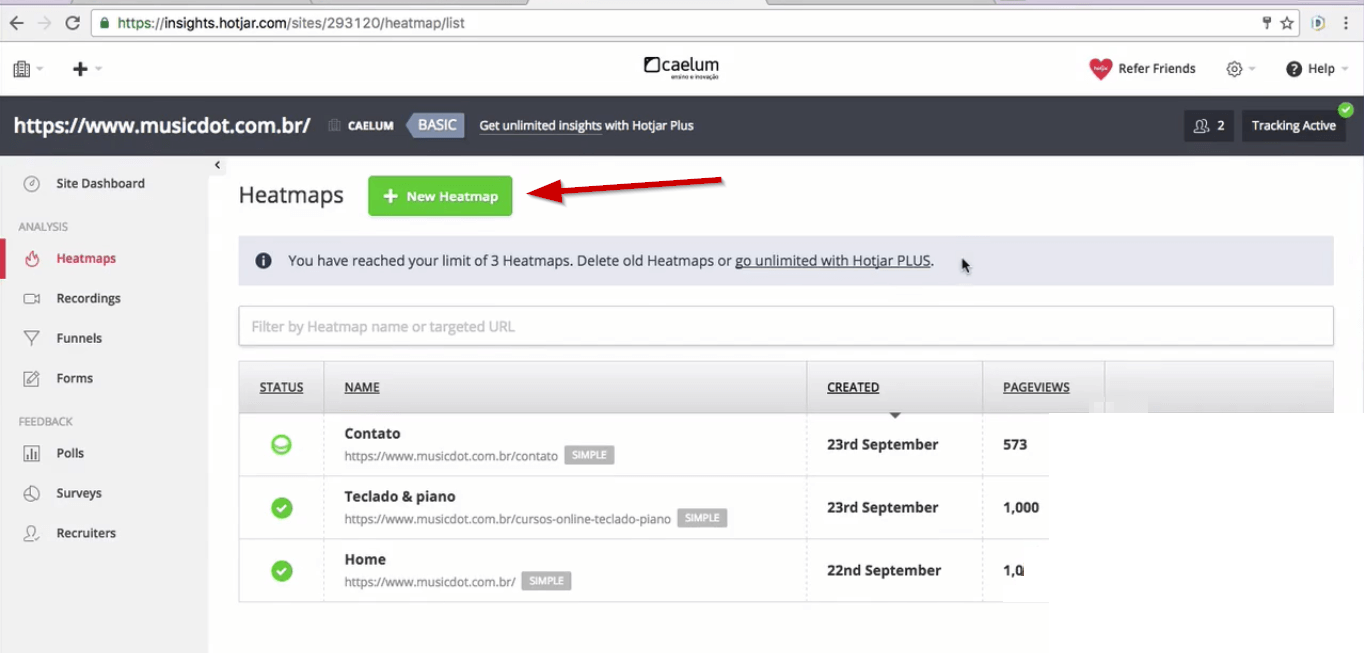 https://insights.hotjar.com/sites/293120/heatmap/list
caelum
ensino e inovação
Refer Friends
Help
https://www.musicdot.com.br/ CAELUM BASIC Get unlimited insights with Hotjar Plus 2 Tracking Active
Site Dashboard
ANALYSIS
Heatmaps
Recordings
Funnels
Forms
FEEDBACK
Polls
Surveys
Recruiters
Heatmaps + New Heatmap
You have reached your limit of 3 Heatmaps. Delete old Heatmaps or go unlimited with Hotjar PLUS.
Filter by Heatmap name or targeted URL
STATUS NAME CREATED PAGEVIEWS
Contato
https://www.musicdot.com.br/contato SIMPLE
23rd September 573
Teclado & piano
https://www.musicdot.com.br/cursos-online-teclado-piano SIMPLE
23rd September 1,000
Home
https://www.musicdot.com.br/ SIMPLE
22nd September